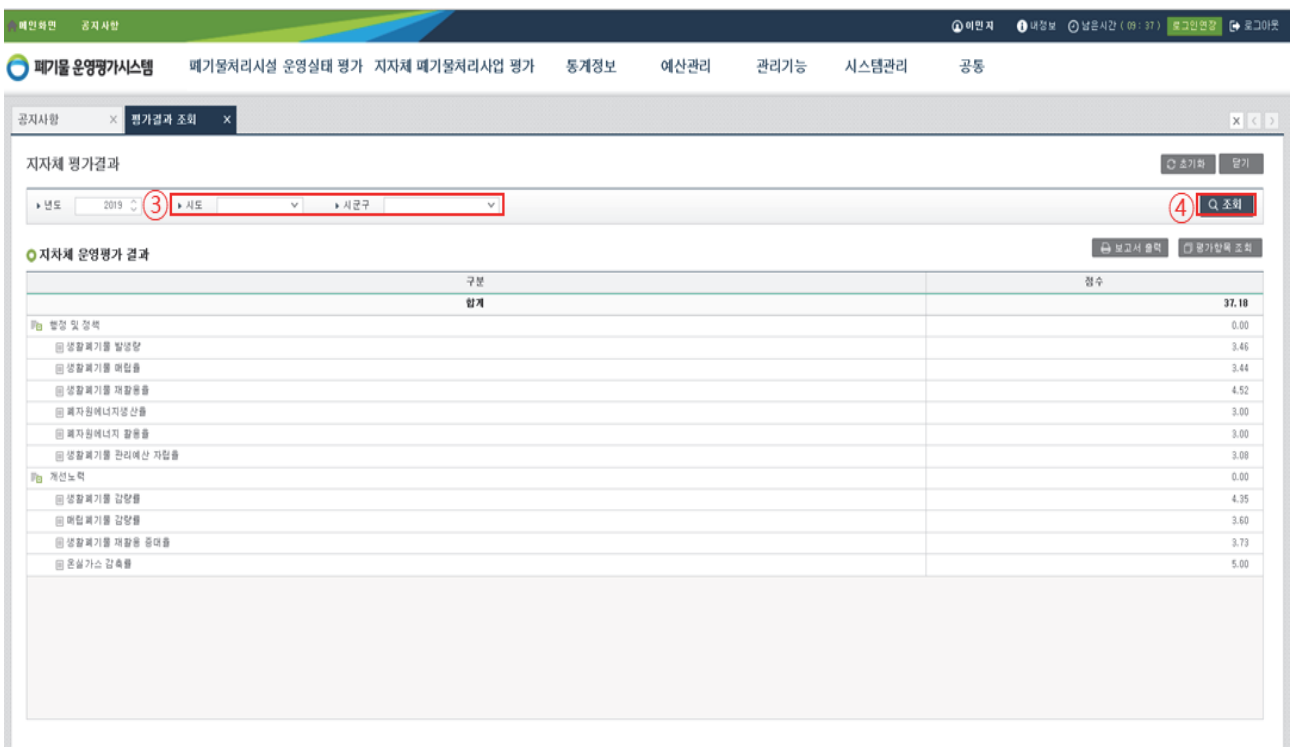 메인화면 공지사항 이민지 내정보 남은시간 ( 09 : 37 ) 로그인연장 로그아웃
폐기물 운영평가시스템 폐기물처리시설 운영실태 평가 지자체 폐기물처리사업 평가 통계정보 예산관리 관리기능 시스템관리 공통
공지사항 X 평가결과 조회 X X < >
지자체 평가결과 초기화 닫기
년도 2019 ③ 시도 시군구 ④ 조회
지차체 운영평가 결과 보고서 출력 평가항목 조회
구분 점수
합계 37.18
행정 및 정책 0.00
생활폐기물 발생량 3.46
생활폐기물 매립율 3.44
생활폐기물 재활용율 4.52
폐자원에너지생산율 3.00
폐자원에너지 활용율 3.00
생활폐기물 관리예산 자립율 3.08
개선노력 0.00
생활폐기물 감량률 4.35
매립폐기물 감량률 3.60
생활폐기물 재활용 증대율 3.73
온실가스 감축률 5.00